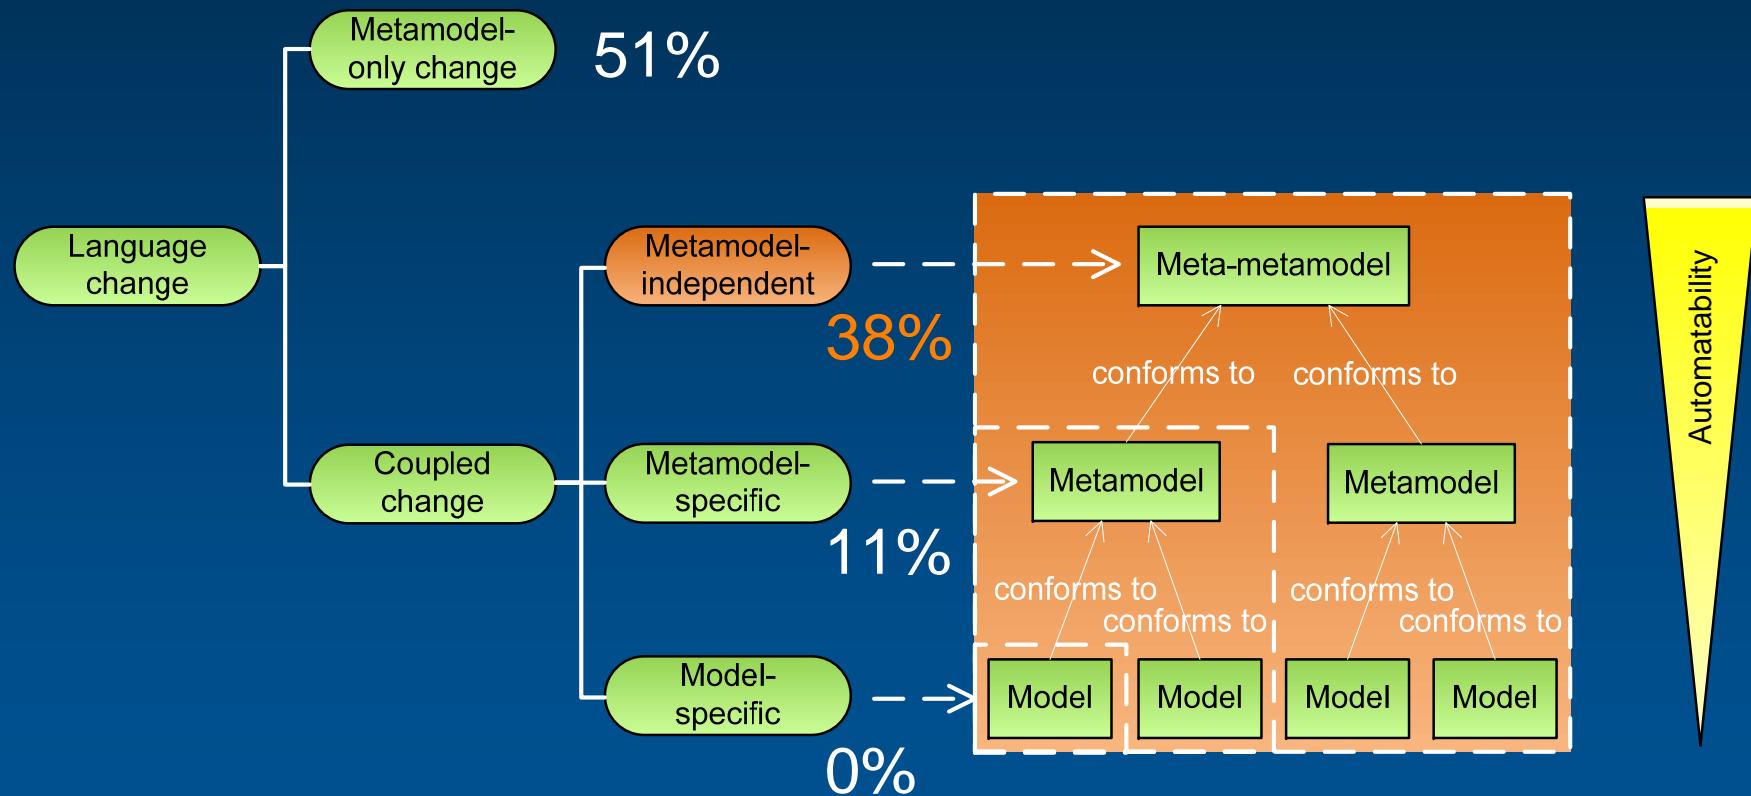 Metamodel-
only change
51%
Language
change
Metamodel-
independent
38%
Meta-metamodel
conforms to
conforms to
Automatability
Coupled
change
Metamodel-
specific
11%
Metamodel
Metamodel
conforms to
conforms to
conforms to
conforms to
Model-
specific
0%
Model
Model
Model
Model